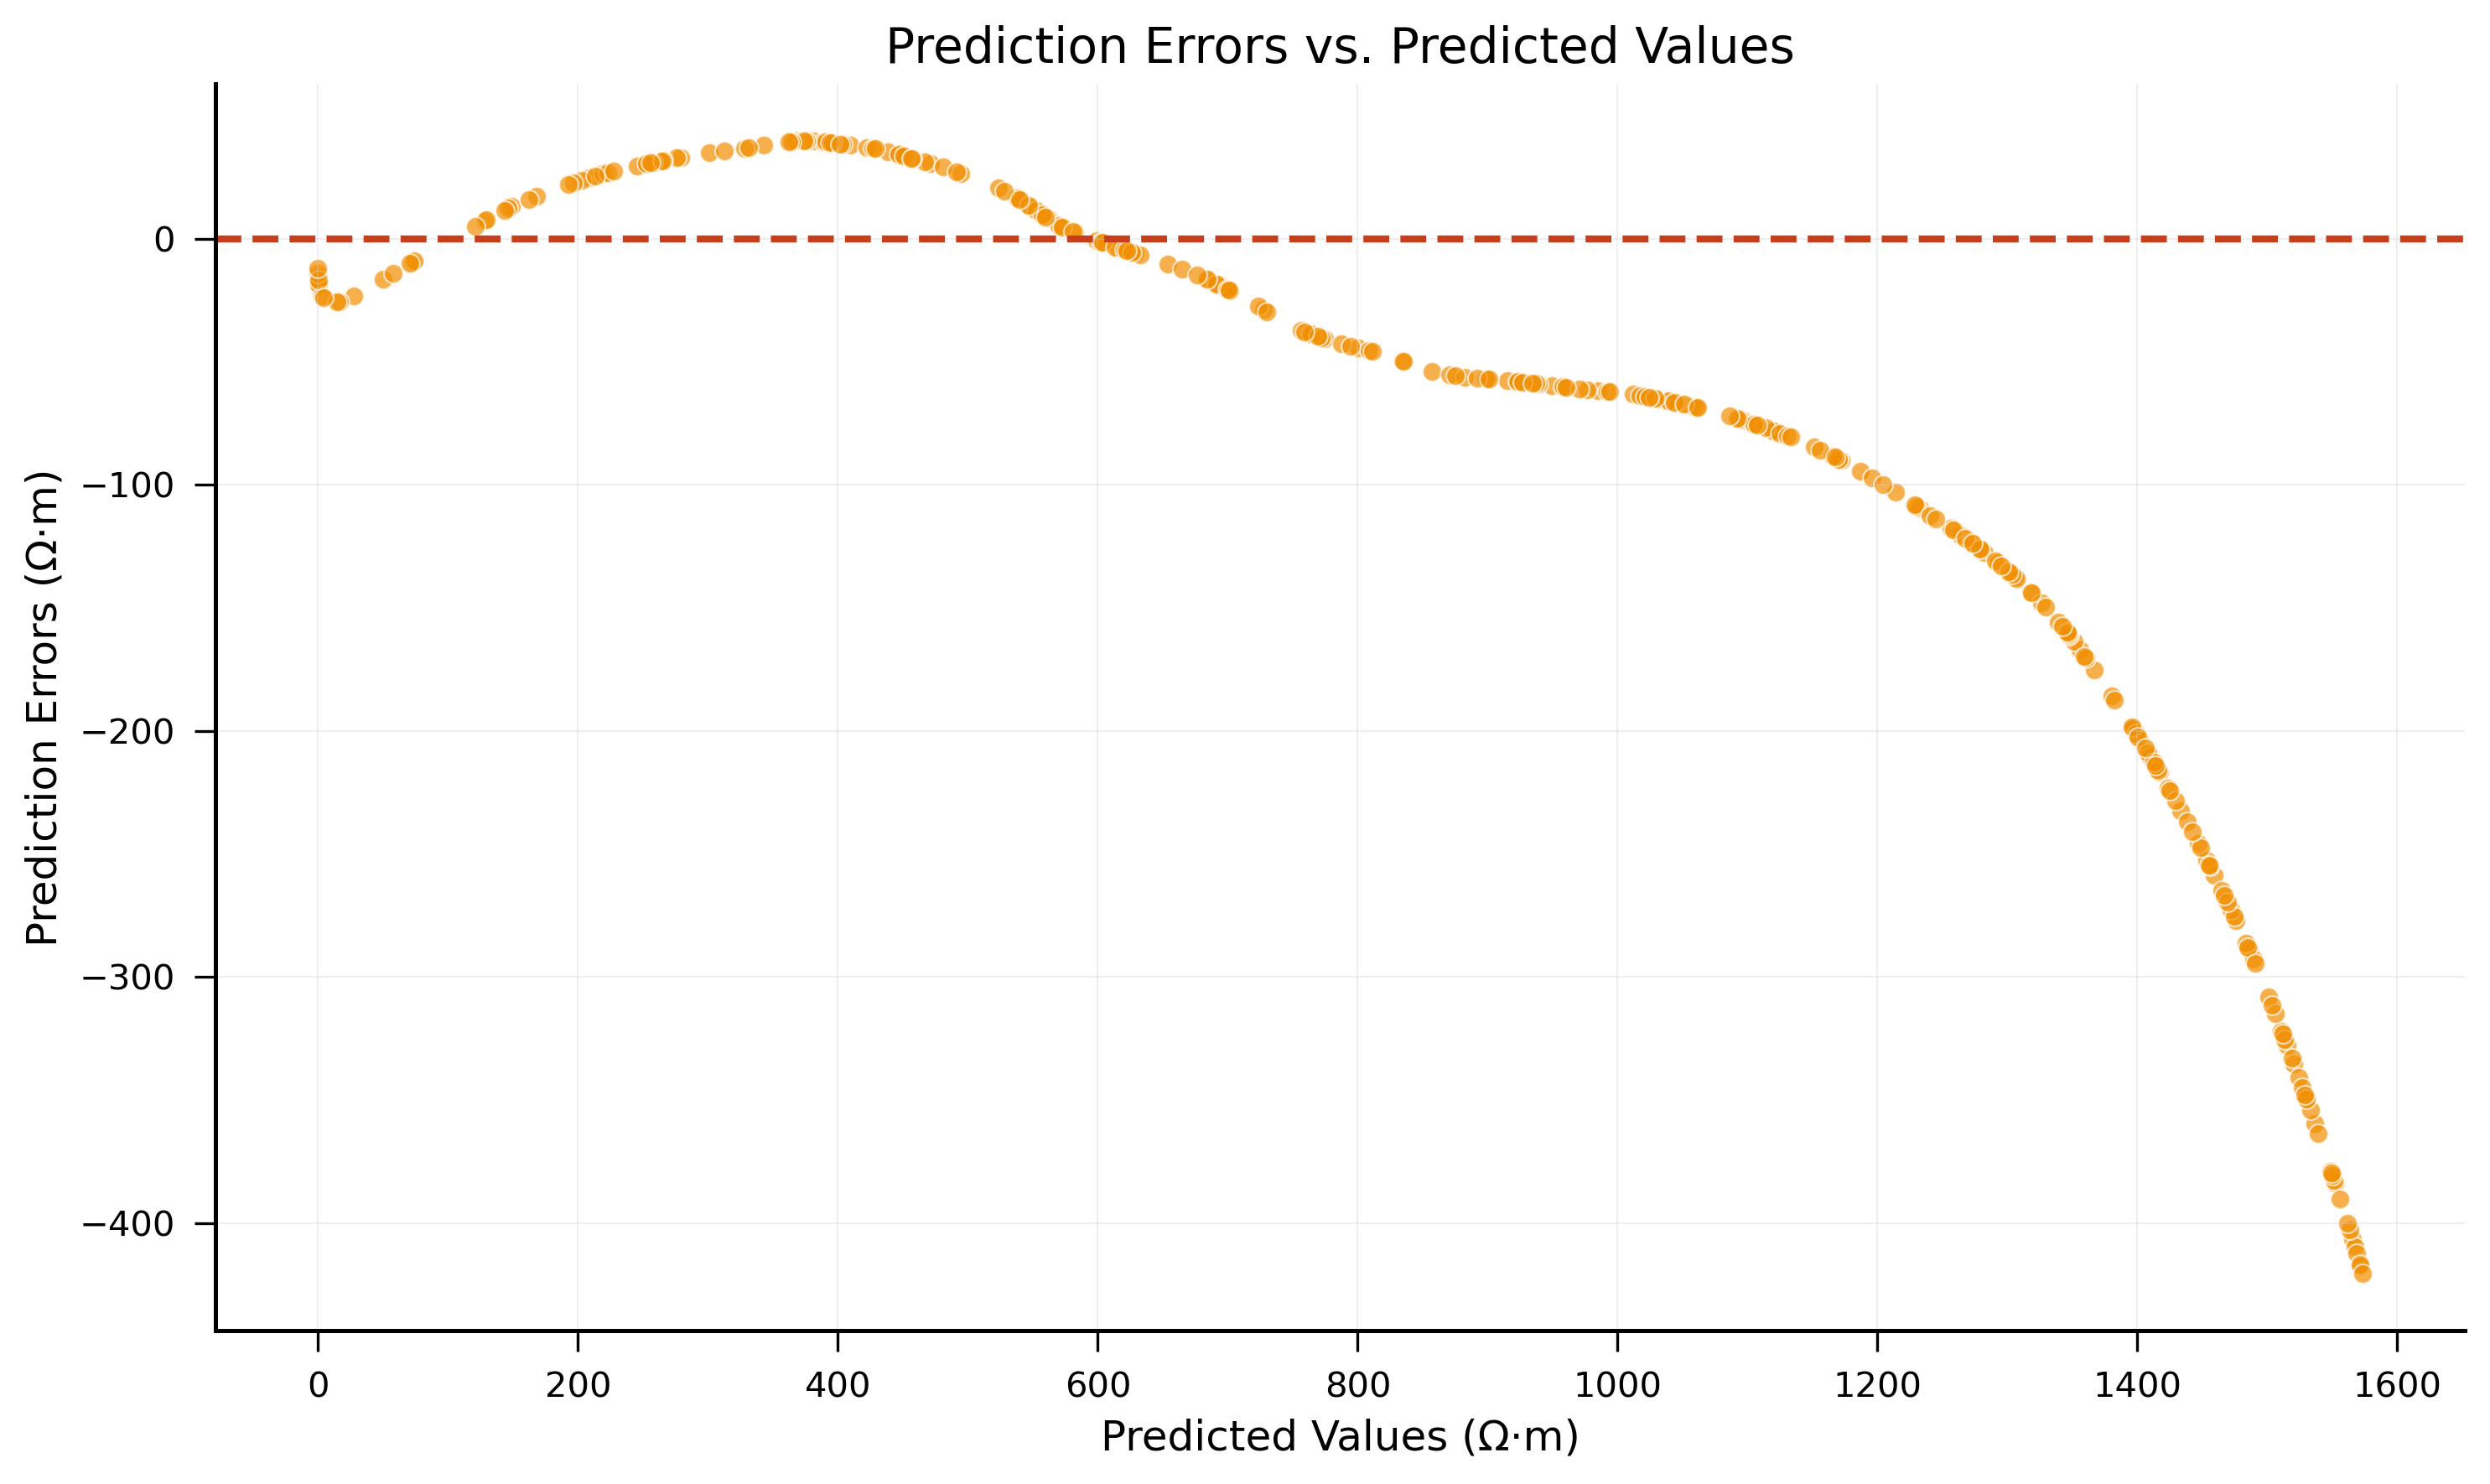 Prediction Errors vs. Predicted Values
Prediction Errors (Ω·m)
0
−100
−200
−300
−400
0 200 400 600 800 1000 1200 1400 1600
Predicted Values (Ω·m)